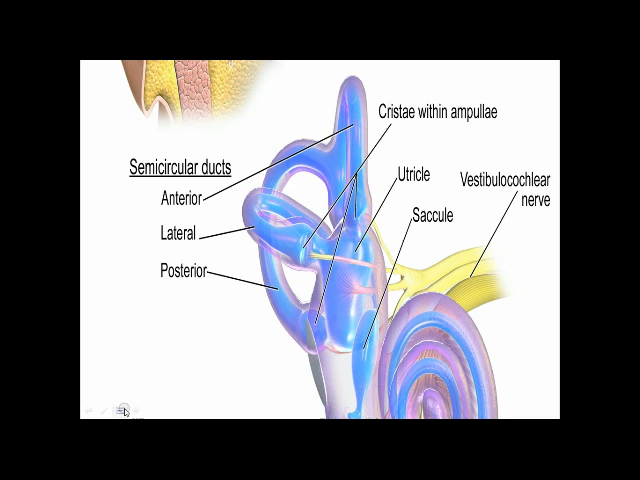 Cristae within ampullae
Semicircular ducts
Anterior
Lateral
Posterior
Utricle
Saccule
Vestibulocochlear
nerve